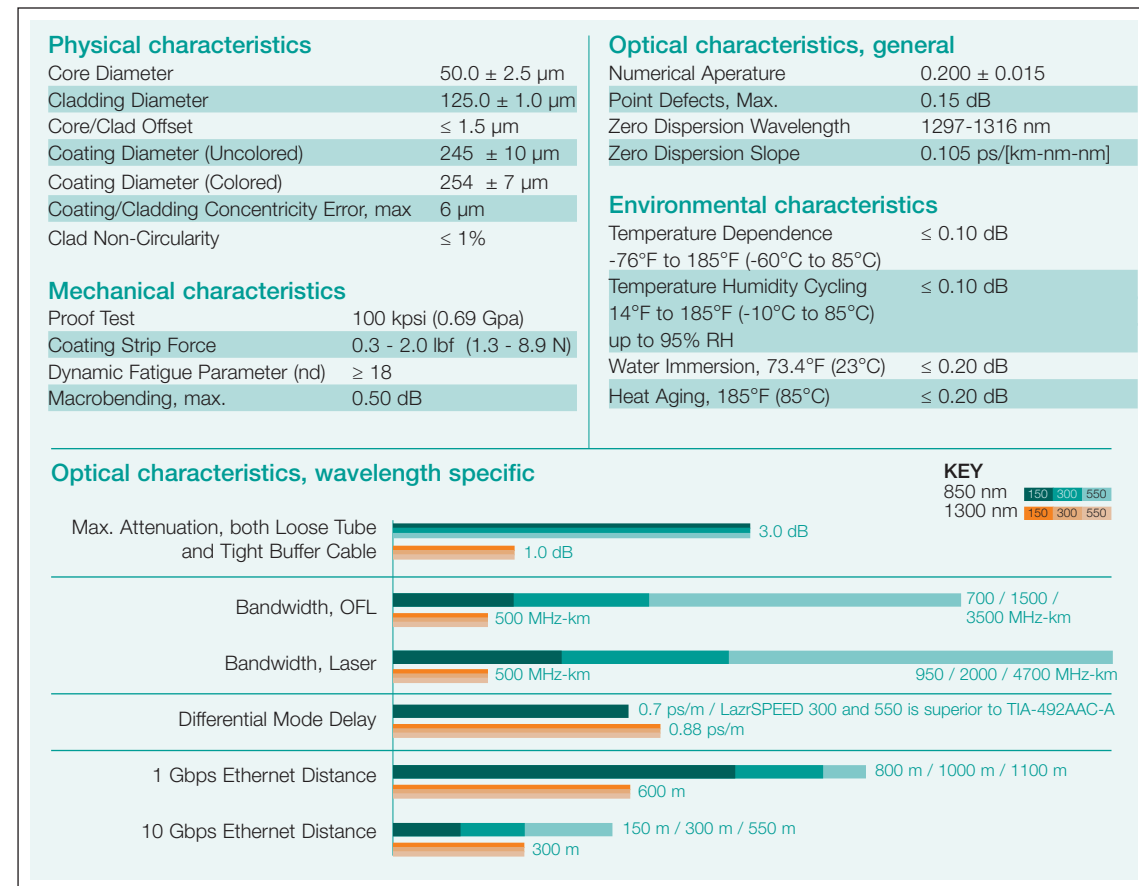 Physical characteristics
Core Diameter 50.0 ± 2.5 µm
Cladding Diameter 125.0 ± 1.0 µm
Core/Clad Offset ≤ 1.5 µm
Coating Diameter (Uncolored) 245 ± 10 µm
Coating Diameter (Colored) 254 ± 7 µm
Coating/Cladding Concentricity Error, max 6 µm
Clad Non-Circularity ≤ 1%
Mechanical characteristics
Proof Test 100 kpsi (0.69 Gpa)
Coating Strip Force 0.3 - 2.0 lbf (1.3 - 8.9 N)
Dynamic Fatigue Parameter (nd) ≥ 18
Macrobending, max. 0.50 dB
Optical characteristics, general
Numerical Aperature 0.200 ± 0.015
Point Defects, Max. 0.15 dB
Zero Dispersion Wavelength 1297-1316 nm
Zero Dispersion Slope 0.105 ps/[km-nm-nm]
Environmental characteristics
Temperature Dependence ≤ 0.10 dB
-76°F to 185°F (-60°C to 85°C)
Temperature Humidity Cycling ≤ 0.10 dB
14°F to 185°F (-10°C to 85°C)
up to 95% RH
Water Immersion, 73.4°F (23°C) ≤ 0.20 dB
Heat Aging, 185°F (85°C) ≤ 0.20 dB
Optical characteristics, wavelength specific
KEY
850 nm 150 300 550
1300 nm 150 300 550
Max. Attenuation, both Loose Tube
and Tight Buffer Cable
3.0 dB
1.0 dB
Bandwidth, OFL
700 / 1500 /
3500 MHz-km
500 MHz-km
Bandwidth, Laser
500 MHz-km
950 / 2000 / 4700 MHz-km
Differential Mode Delay
0.7 ps/m / LazrSPEED 300 and 550 is superior to TIA-492AAC-A
0.88 ps/m
1 Gbps Ethernet Distance
800 m / 1000 m / 1100 m
600 m
10 Gbps Ethernet Distance
150 m / 300 m / 550 m
300 m